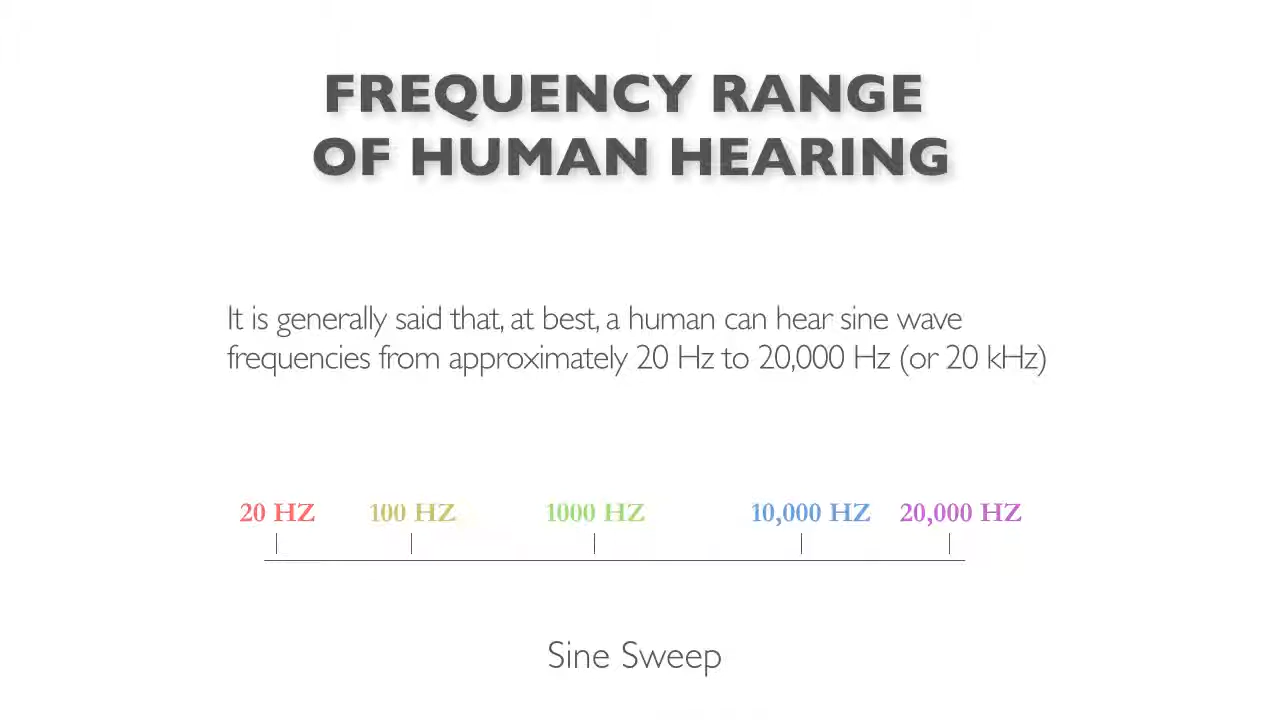 FREQUENCY RANGE
OF HUMAN HEARING
It is generally said that, at best, a human can hear sine wave
frequencies from approximately 20 Hz to 20,000 Hz (or 20 kHz)
20 HZ 100 HZ 1000 HZ 10,000 HZ 20,000 HZ
Sine Sweep